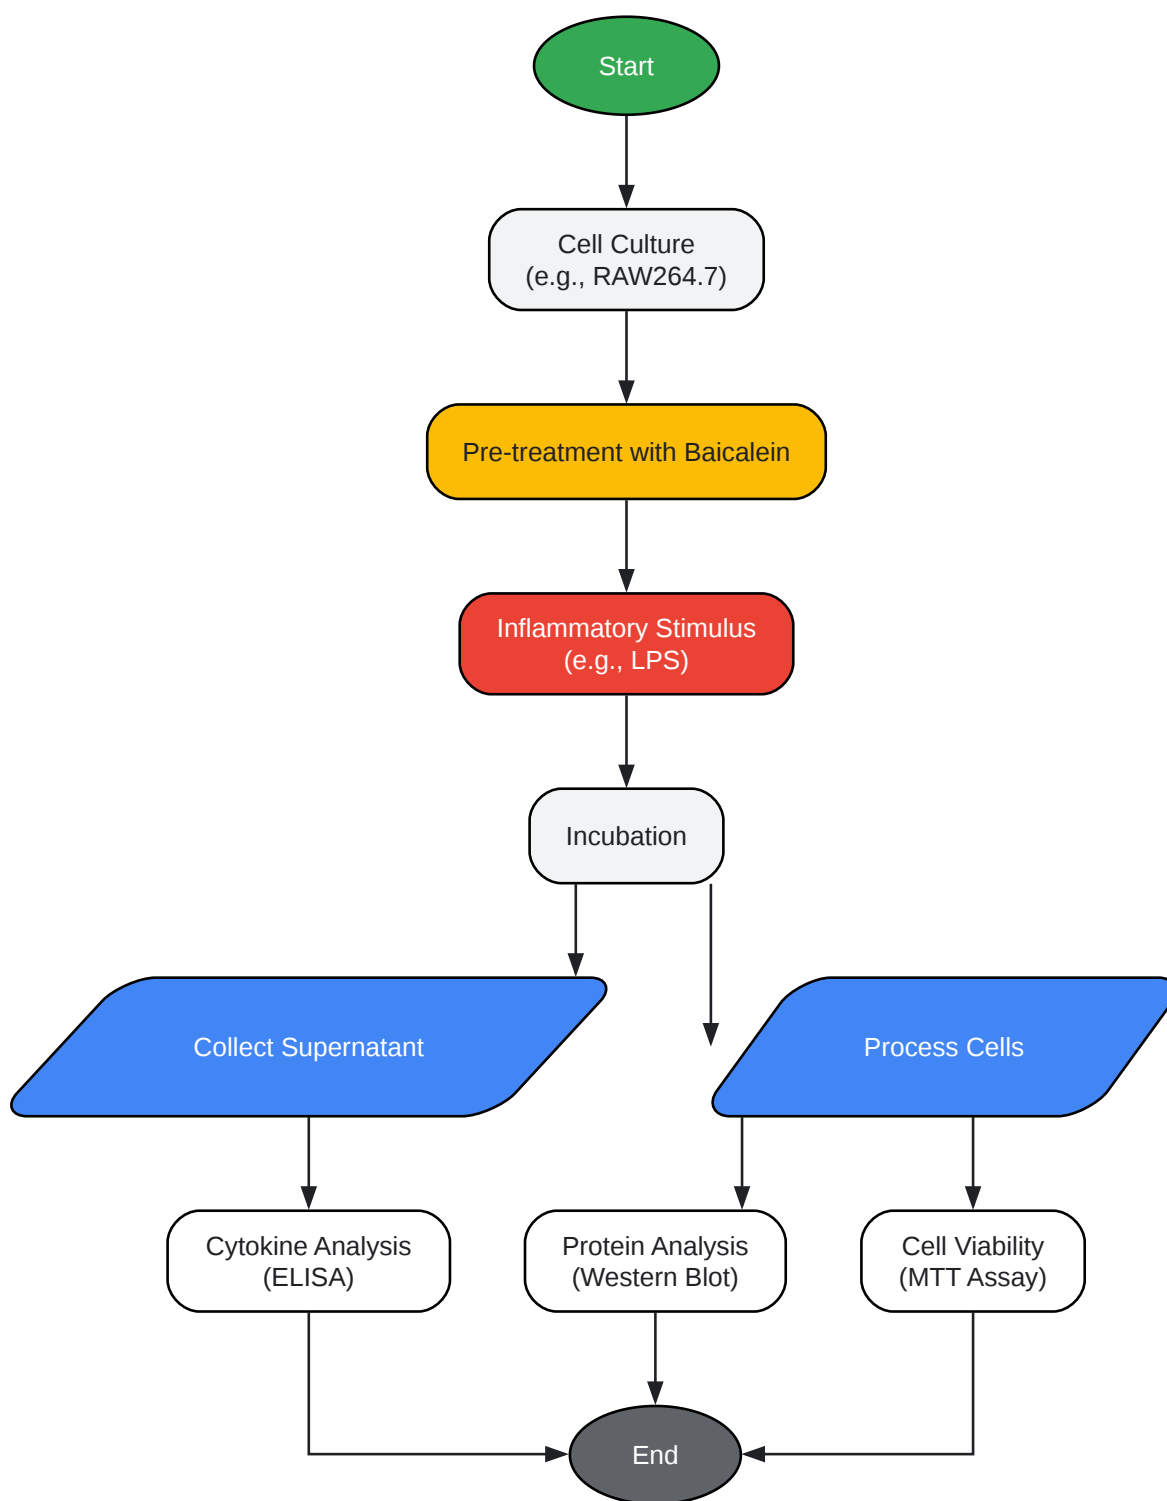 Start
Cell Culture
(e.g., RAW264.7)
Pre-treatment with Baicalein
Inflammatory Stimulus
(e.g., LPS)
Incubation
Collect Supernatant
Process Cells
Cytokine Analysis
(ELISA)
Protein Analysis
(Western Blot)
Cell Viability
(MTT Assay)
End